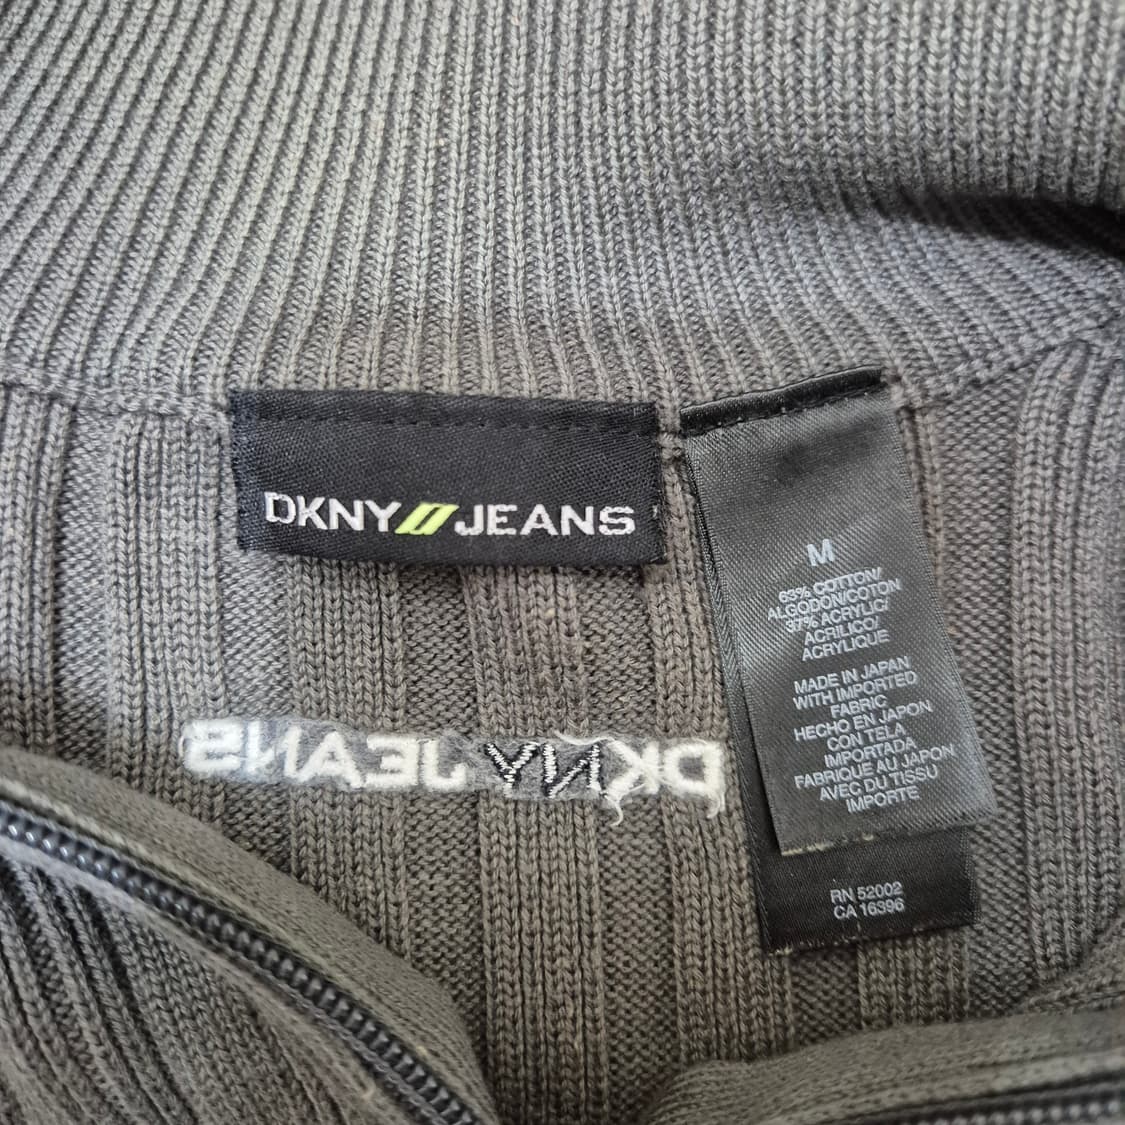 DKNY JEANS
M
63% COTTON/
ALGODON/COTON
37% ACRYLIC/
ACRILICO/
ACRYLIQUE
MADE IN JAPAN
WITH IMPORTED
FABRIC
HECHO EN JAPON
CON TELA
IMPORTADA
FABRIQUE AU JAPON
AVEC DU TISSU
IMPORTE
RN 52002
CA 16396
DKNY JEANS